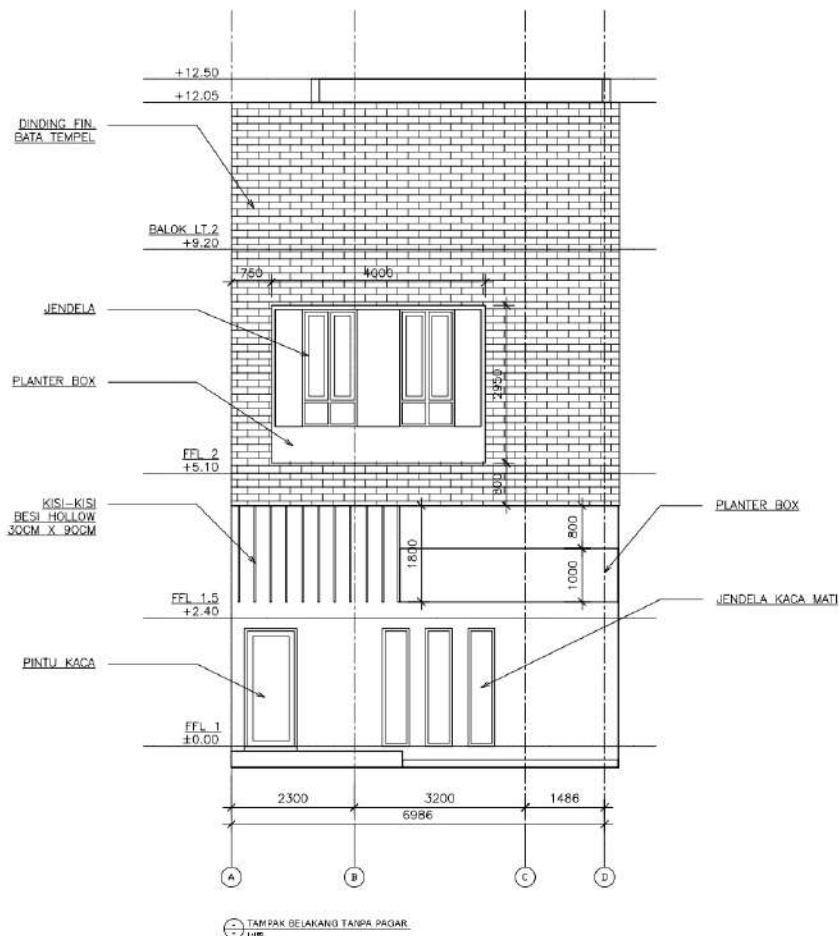 +12.50
+12.05
DINDING FIN.
BATA TEMPEL
BALOK LT.2
+9.20
750
4000
JENDELA
2950
PLANTER BOX
FFL 2
+5.10
800
KISI-KISI
BESI HOLLOW
30CM X 90CM
PLANTER BOX
800
1800
1000
FFL 1.5
+2.40
JENDELA KACA MATI
PINTU KACA
FFL 1
±0.00
2300
3200
1486
6986
A
B
C
D
TAMPAK BELAKANG TANPA PAGAR